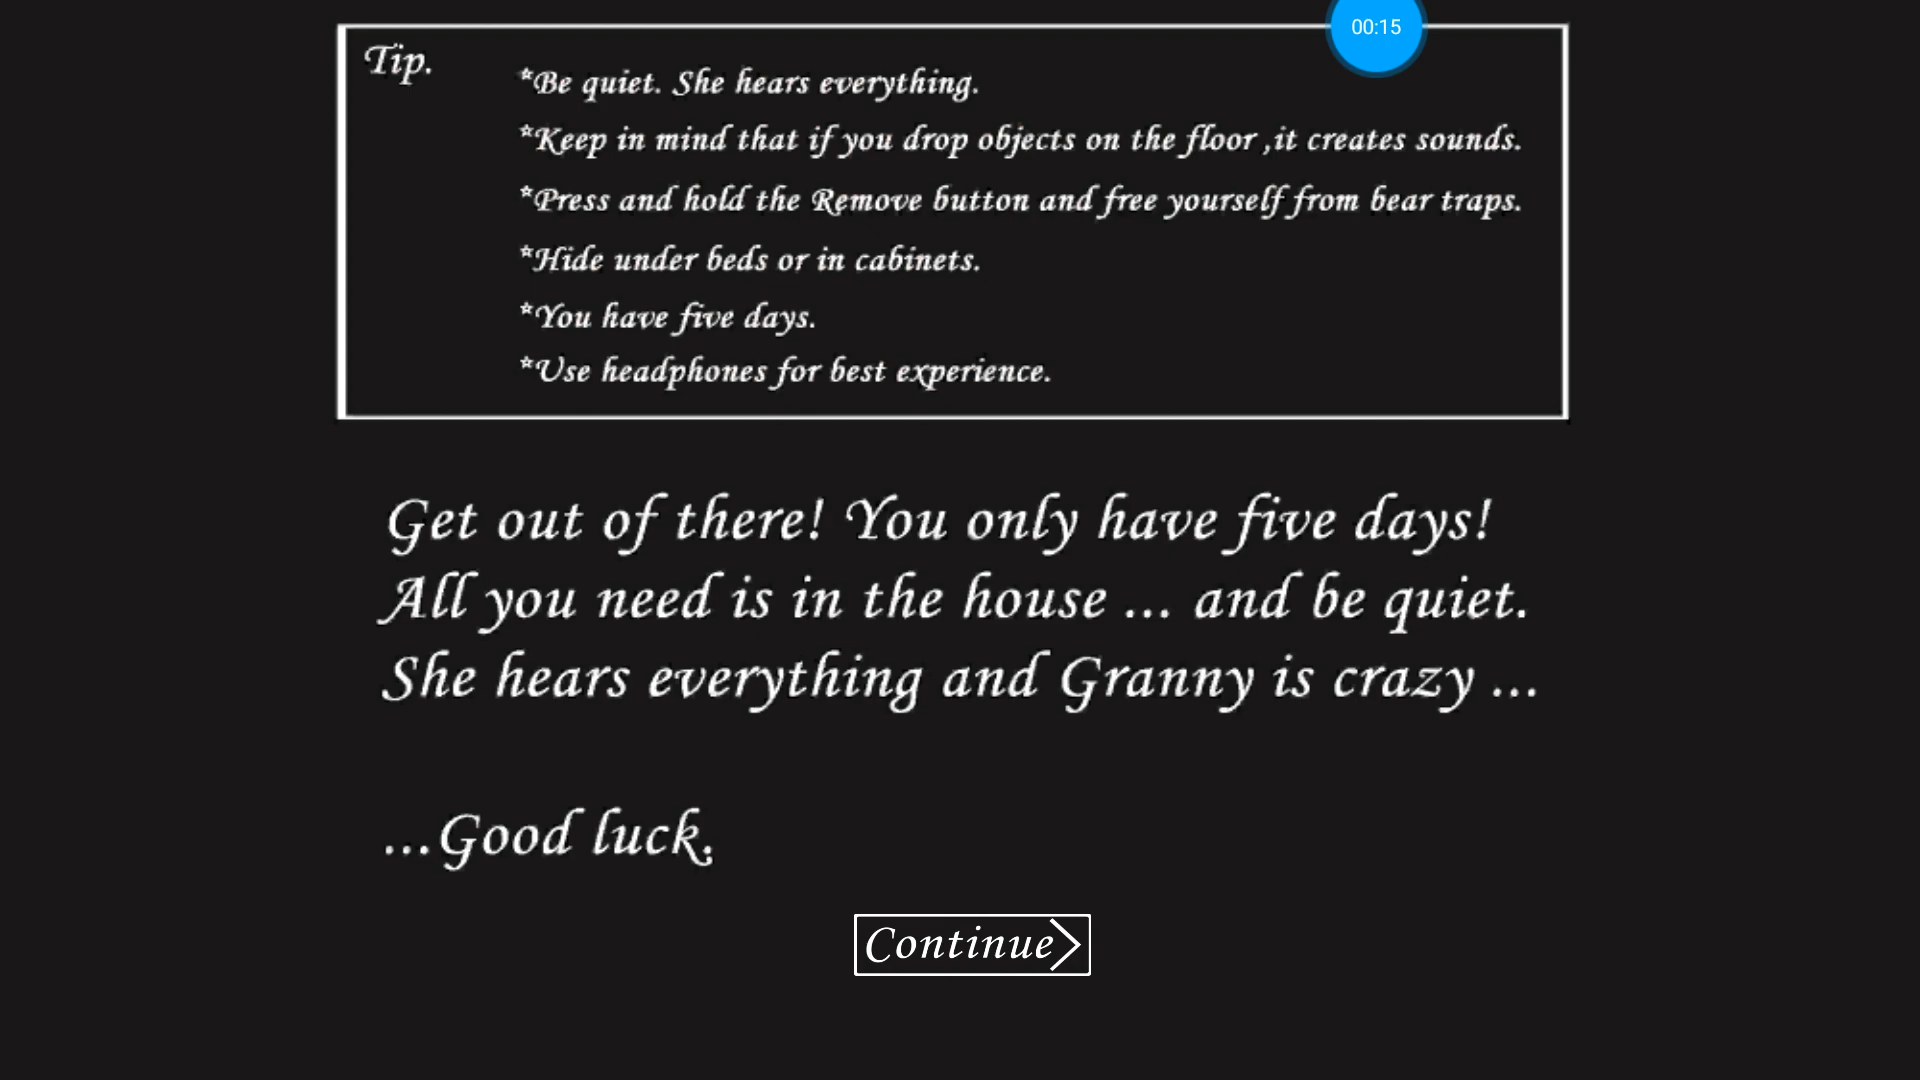 00:15
Tip.
*Be quiet. She hears everything.
*Keep in mind that if you drop objects on the floor ,it creates sounds.
*Press and hold the Remove button and free yourself from bear traps.
*Hide under beds or in cabinets.
*You have five days.
*Use headphones for best experience.
Get out of there! You only have five days!
All you need is in the house ... and be quiet.
She hears everything and Granny is crazy ...
...Good luck.
Continue